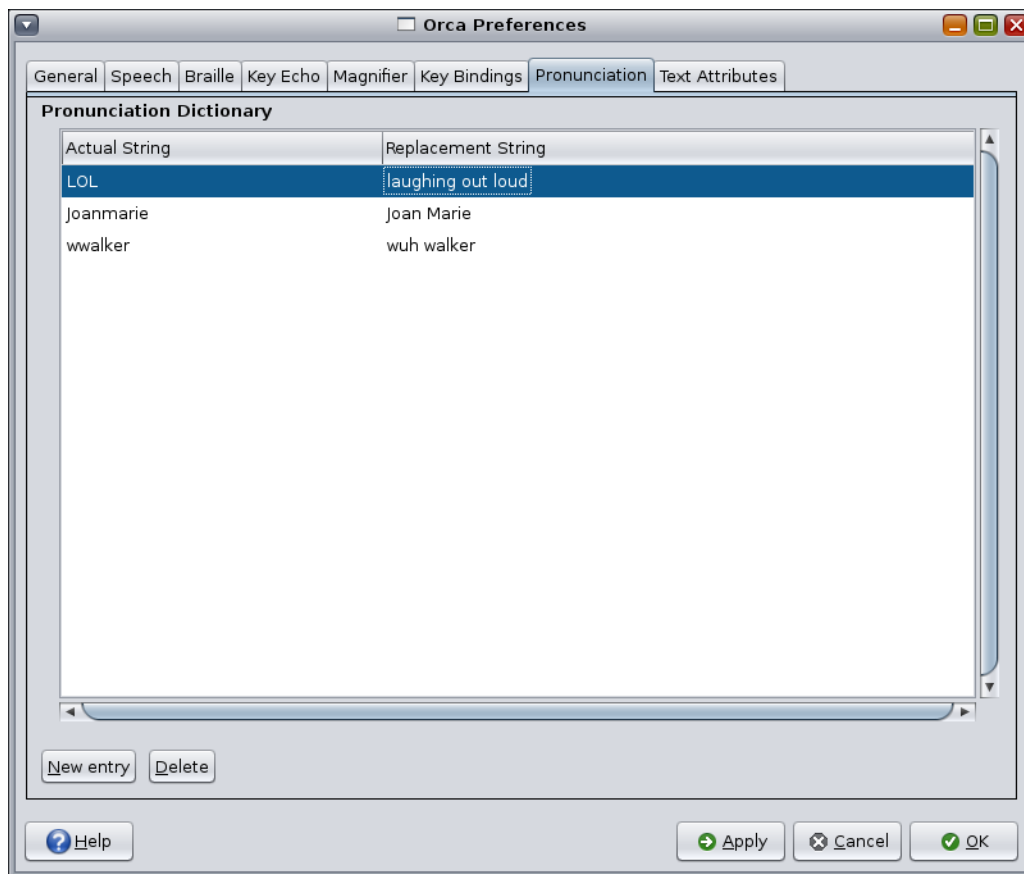 Orca Preferences
General Speech Braille Key Echo Magnifier Key Bindings Pronunciation Text Attributes
Pronunciation Dictionary
Actual String Replacement String
LOL laughing out loud
Joanmarie Joan Marie
wwalker wuh walker
New entry Delete
Help Apply Cancel OK